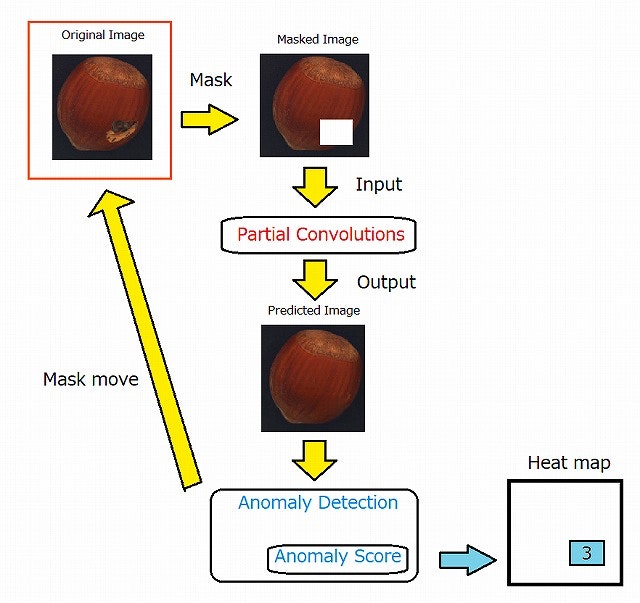 Original Image
Masked Image
Mask
Input
Partial Convolutions
Output
Predicted Image
Mask move
Heat map
Anomaly Detection
Anomaly Score
3